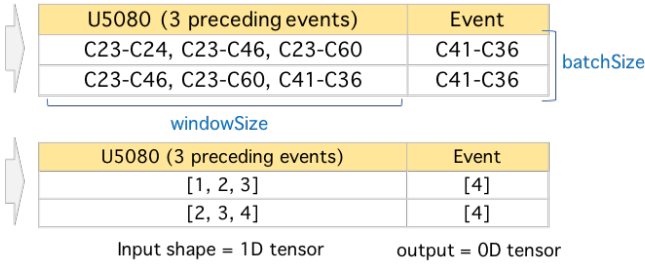 U5080 (3 preceding events) Event
C23-C24, C23-C46, C23-C60 C41-C36
C23-C46, C23-C60, C41-C36 C41-C36
batchSize
windowSize
U5080 (3 preceding events) Event
[1, 2, 3] [4]
[2, 3, 4] [4]
Input shape = 1D tensor output = 0D tensor